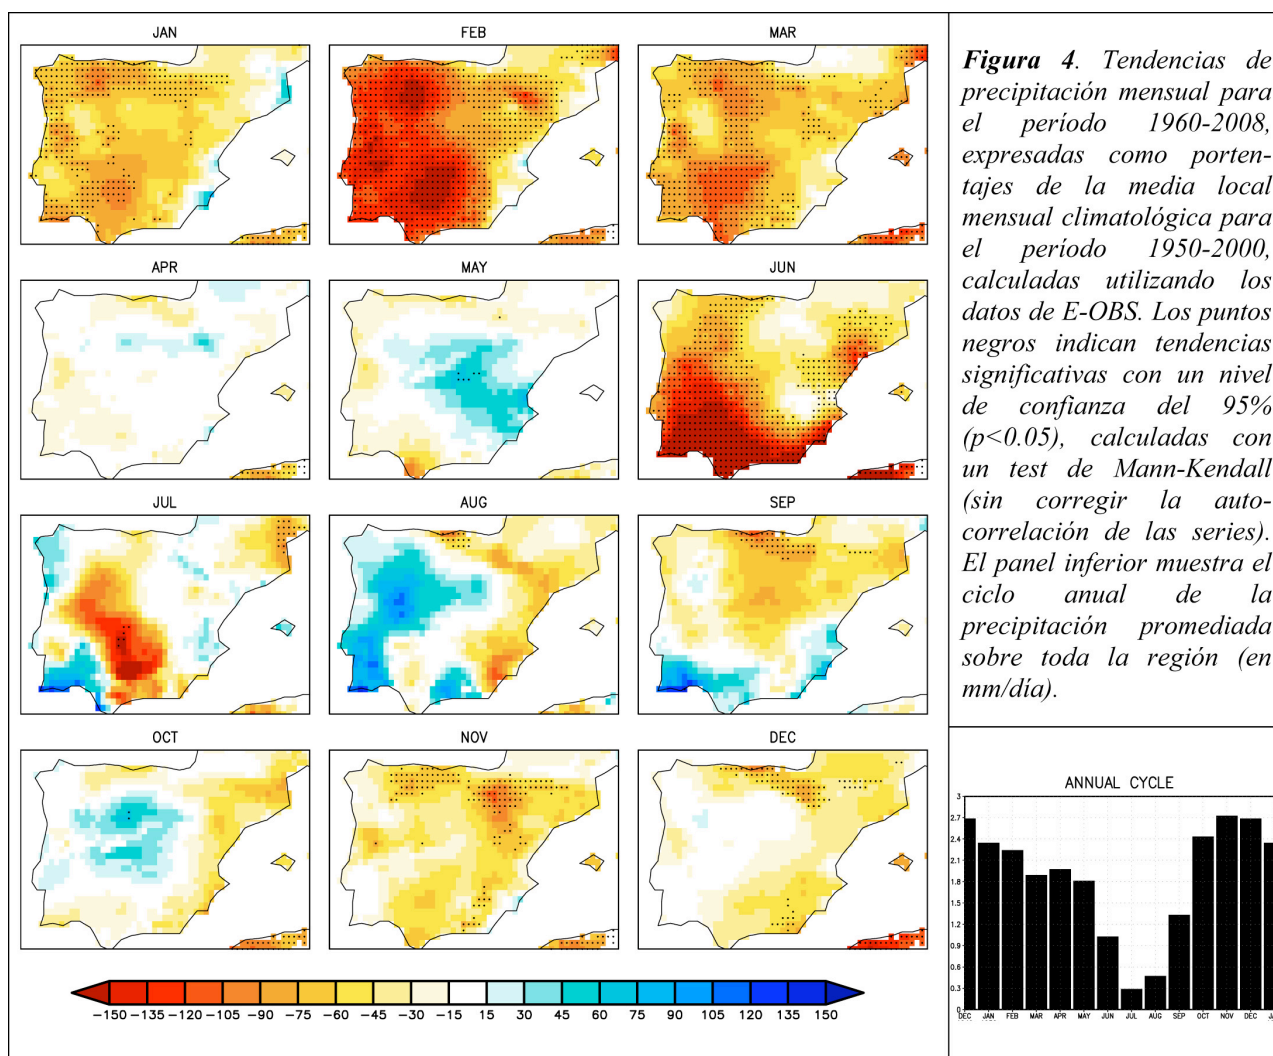 JAN
FEB
MAR
APR
MAY
JUN
JUL
AUG
SEP
OCT
NOV
DEC
-150 -135 -120 -105 -90 -75 -60 -45 -30 -15 15 30 45 60 75 90 105 120 135 150
Figura 4. Tendencias de
precipitación mensual para
el período 1960-2008,
expresadas como porten-
tajes de la media local
mensual climatológica para
el período 1950-2000,
calculadas utilizando los
datos de E-OBS. Los puntos
negros indican tendencias
significativas con un nivel
de confianza del 95%
(p<0.05), calculadas con
un test de Mann-Kendall
(sin corregir la auto-
correlación de las series).
El panel inferior muestra el
ciclo anual de la
precipitación promediada
sobre toda la región (en
mm/día).
ANNUAL CYCLE
3
2.7
2.4
2.1
1.8
1.5
1.2
0.9
0.6
0.3
0
DEC JAN FEB MAR APR MAY JUN JUL AUG SEP OCT NOV DEC